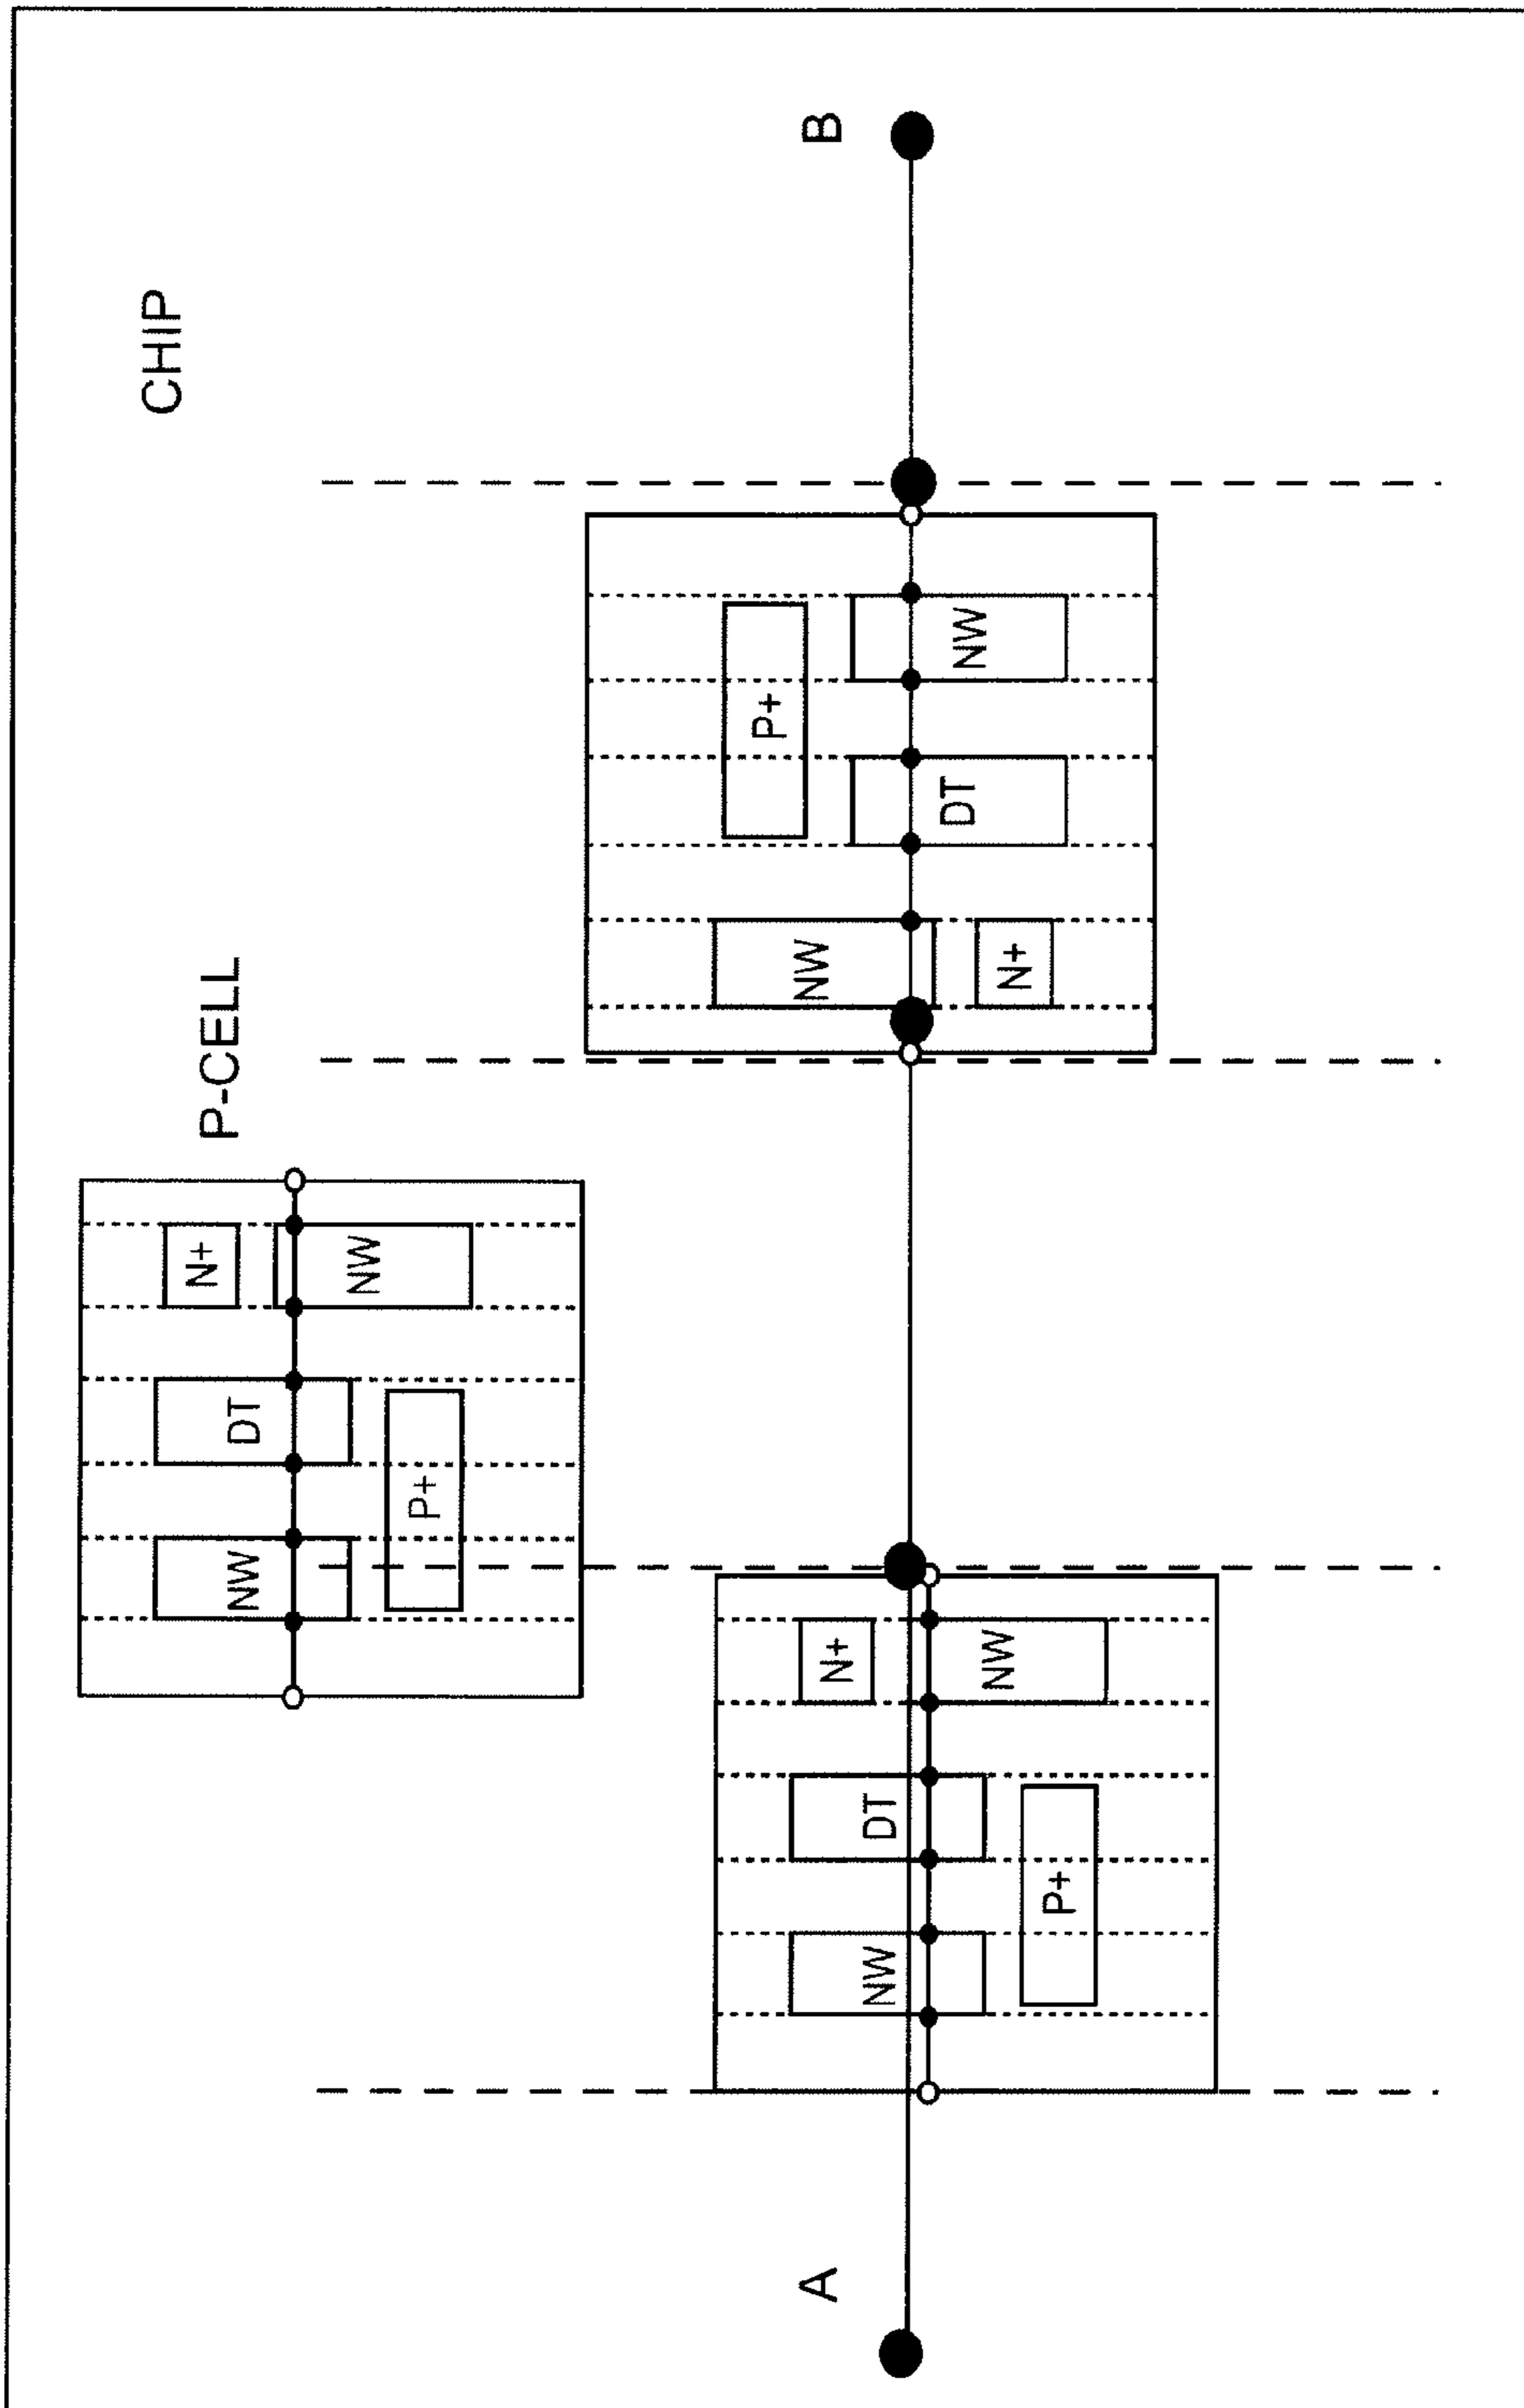 CHIP
P-CELL
N+
NW DT
NW
P+
A
B
N+
NW DT
NW
P+
P+
NW
DT NW
N+